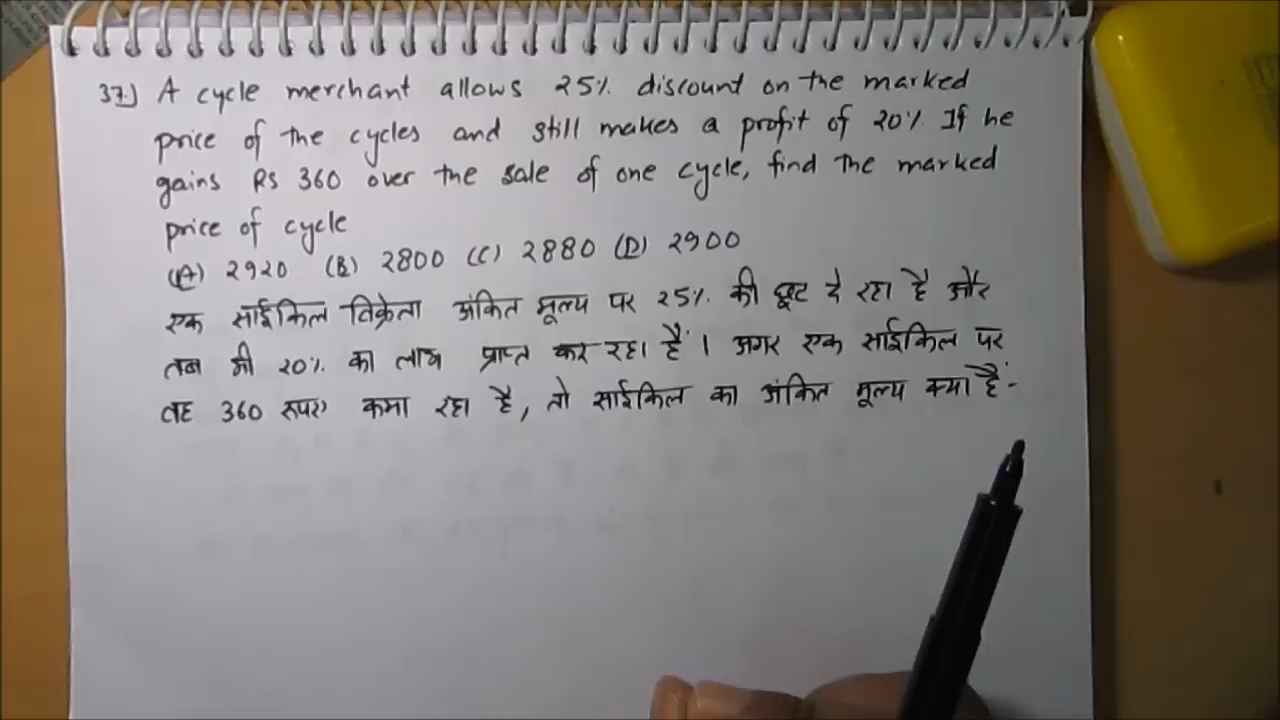 37.) A cycle merchant allows 25% discount on the marked
price of the cycles and still makes a profit of 20% If he
gains Rs 360 over the sale of one cycle, find the marked
price of cycle
(A) 2920 (B) 2800 (C) 2880 (D) 2900
एक साईकिल विक्रेता अंकित मूल्य पर 25% की छूट दे रहा है और
तब भी 20% का लाभ प्राप्त कर रहा हैं । अगर एक साईकिल पर
वह 360 रुपए कमा रहा है, तो साईकिल का अंकित मूल्य क्या हैं-